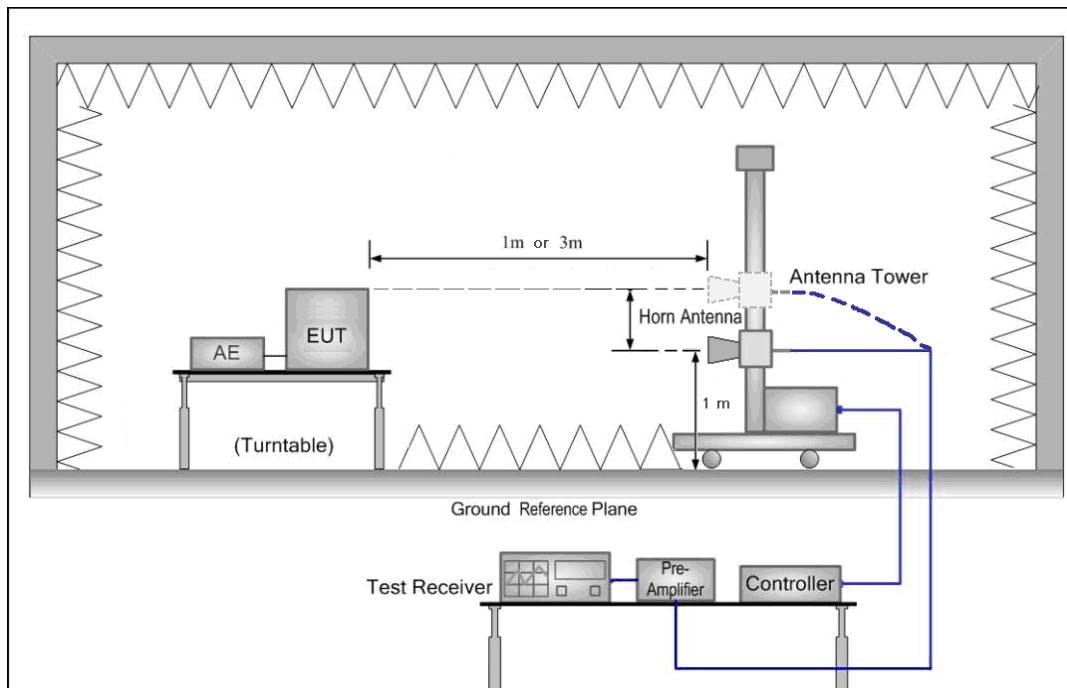 1m or 3m
Antenna Tower
Horn Antenna
EUT
AE
1 m
(Turntable)
Ground Reference Plane
Test Receiver
Pre-
Amplifier
Controller